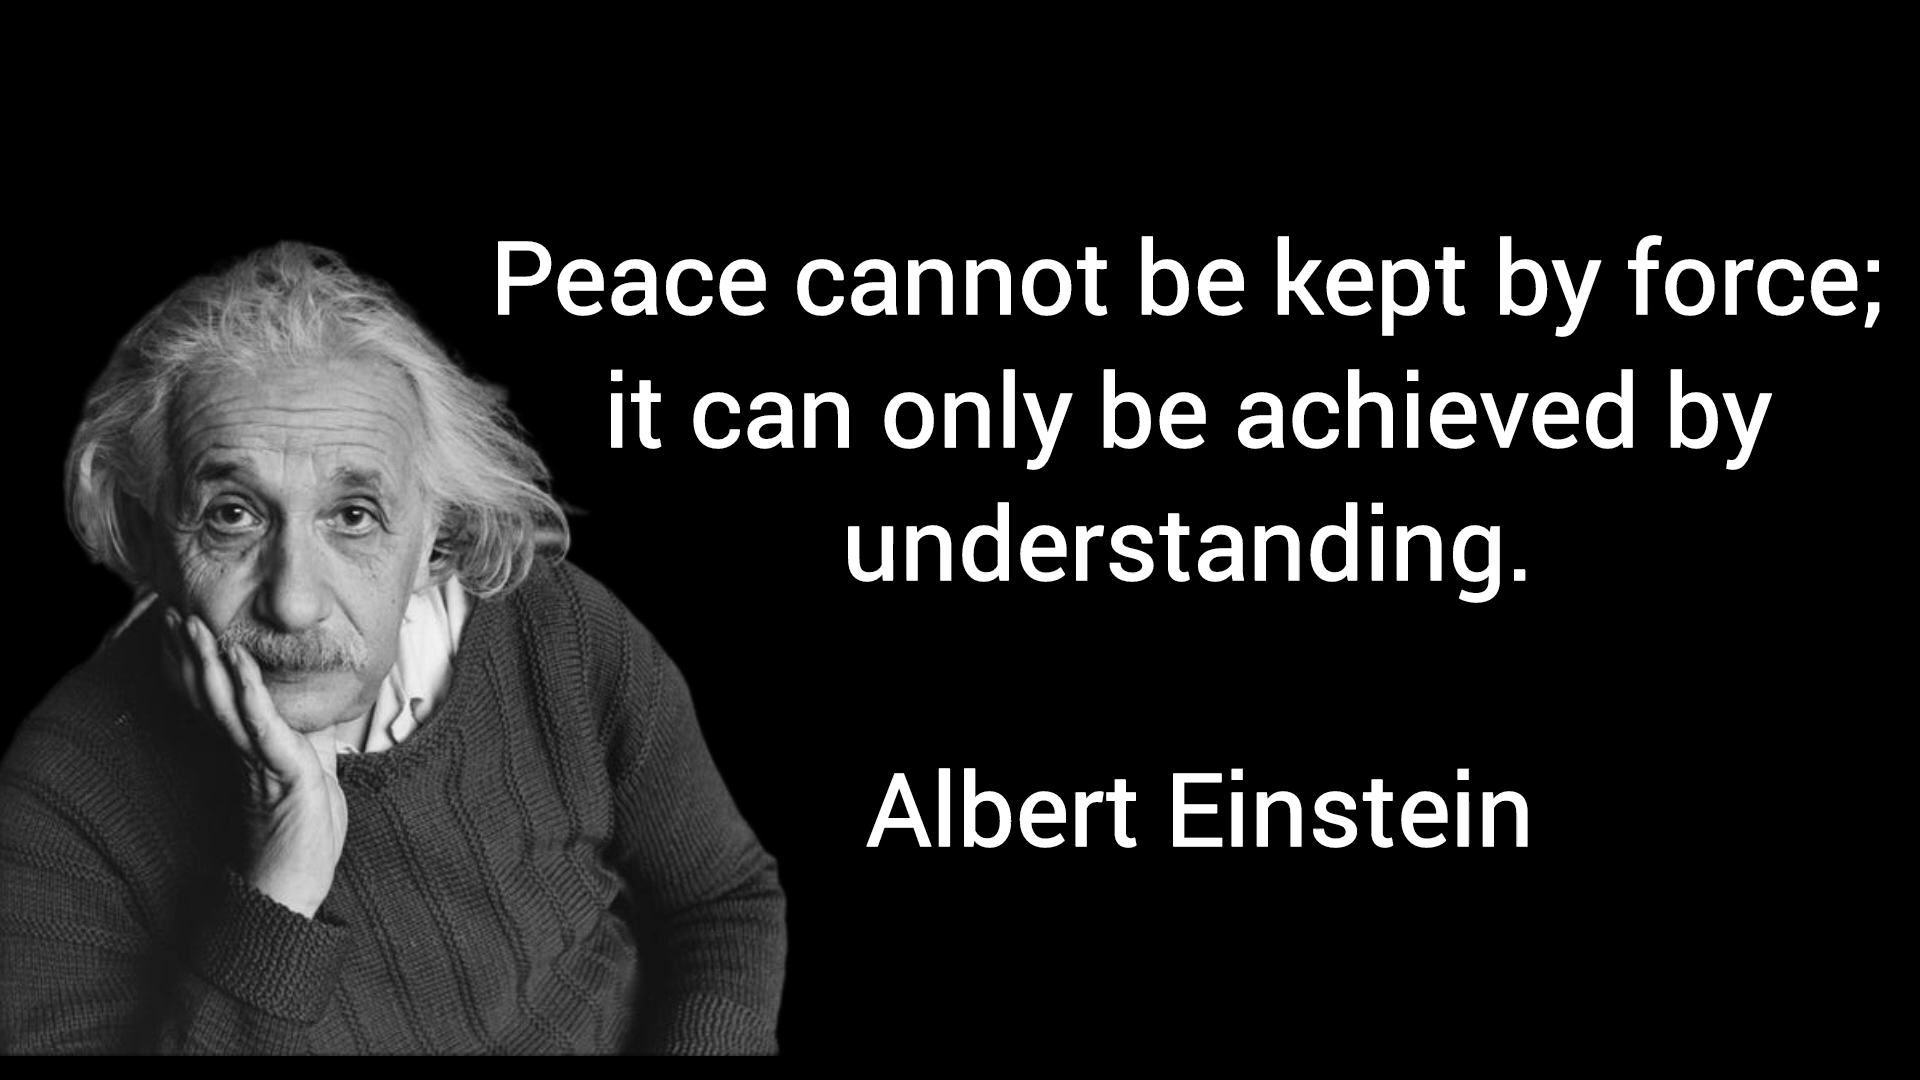 Peace cannot be kept by force;
it can only be achieved by
understanding.
Albert Einstein